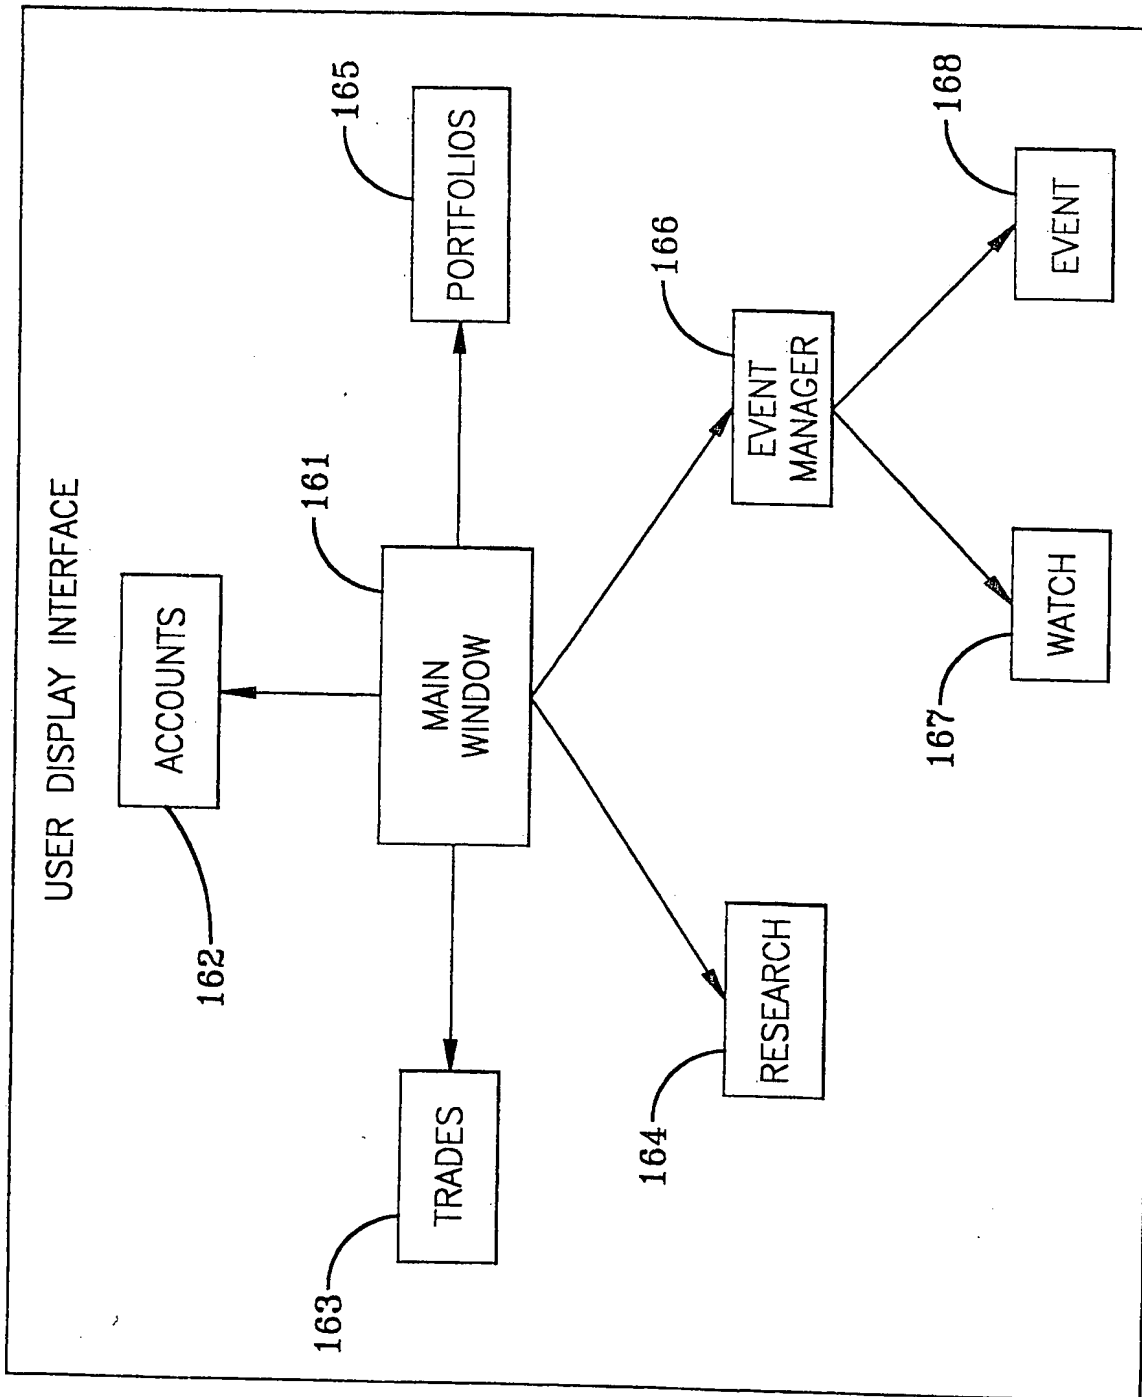 USER DISPLAY INTERFACE
162
ACCOUNTS
161
165
163
TRADES
MAIN
WINDOW
PORTFOLIOS
164
RESEARCH
166
EVENT
MANAGER
167
WATCH
168
EVENT